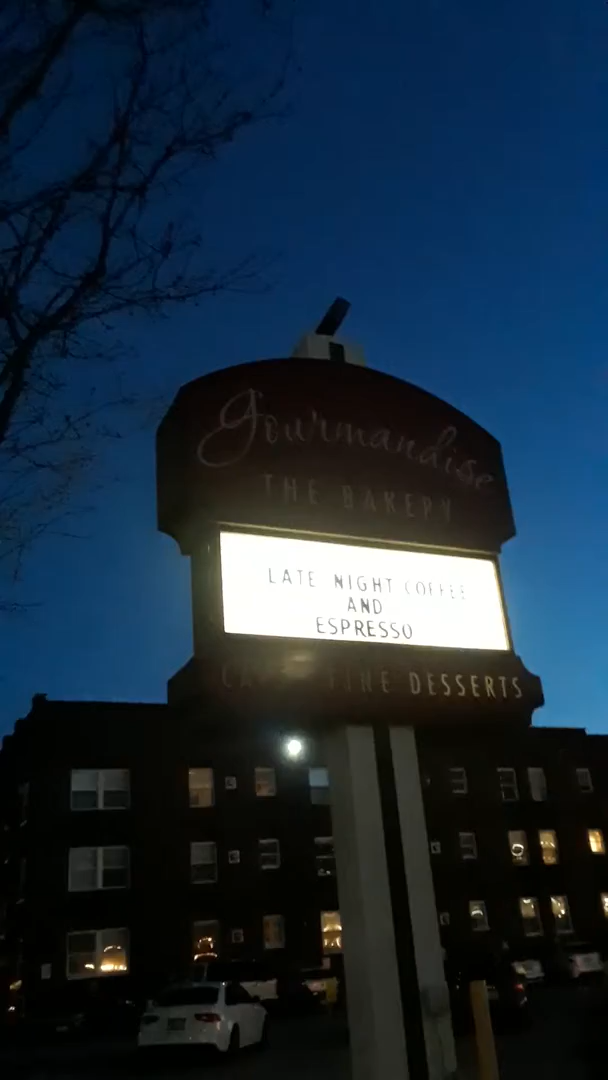 Gourmandise
THE BAKERY
LATE NIGHT COFFEE
AND
ESPRESSO
FINE DESSERTS